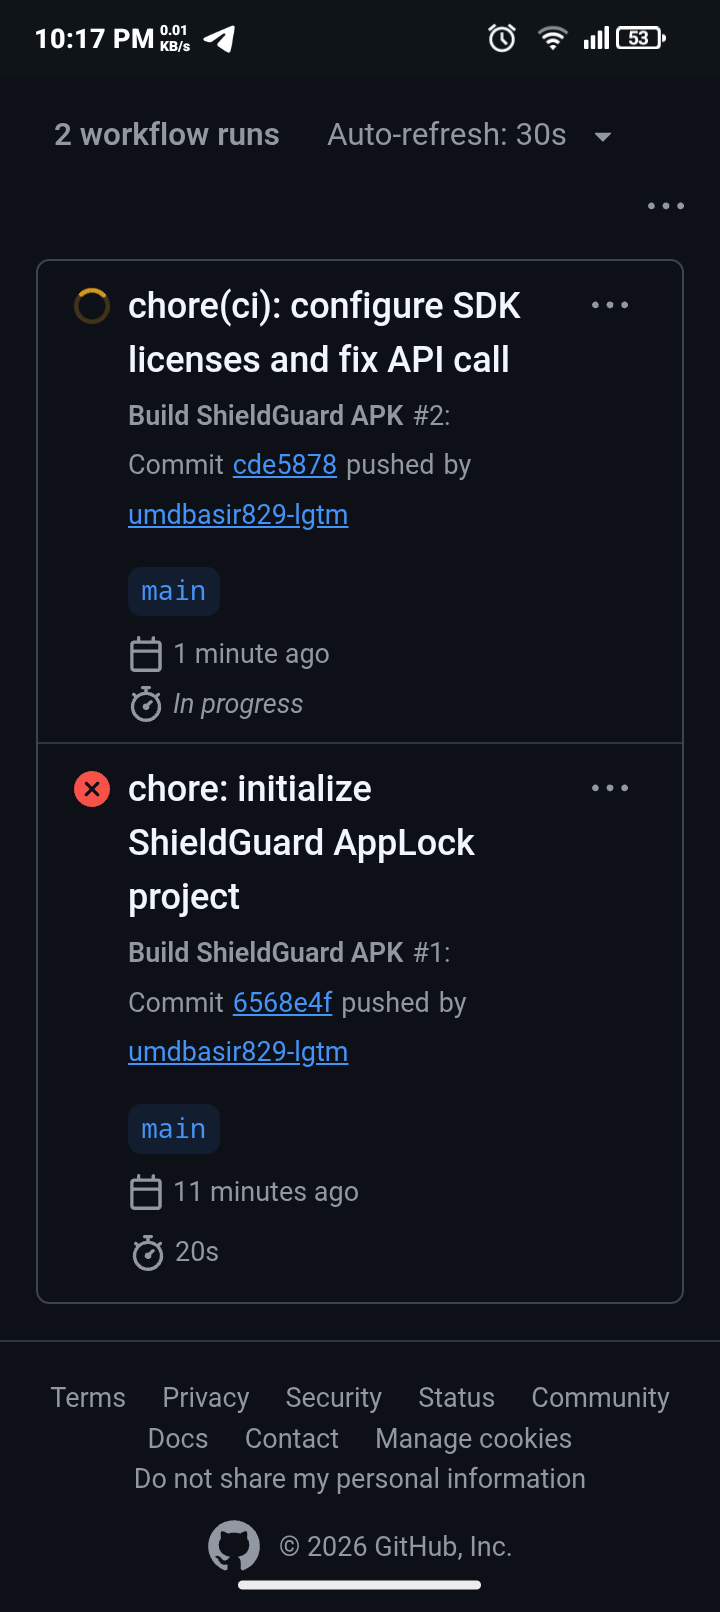 10:17 PM 0.01 KB/s 53
2 workflow runs Auto-refresh: 30s
chore(ci): configure SDK
licenses and fix API call
Build ShieldGuard APK #2:
Commit cde5878 pushed by
umdbasir829-lgtm
main
1 minute ago
In progress
chore: initialize
ShieldGuard AppLock
project
Build ShieldGuard APK #1:
Commit 6568e4f pushed by
umdbasir829-lgtm
main
11 minutes ago
20s
Terms Privacy Security Status Community
Docs Contact Manage cookies
Do not share my personal information
© 2026 GitHub, Inc.